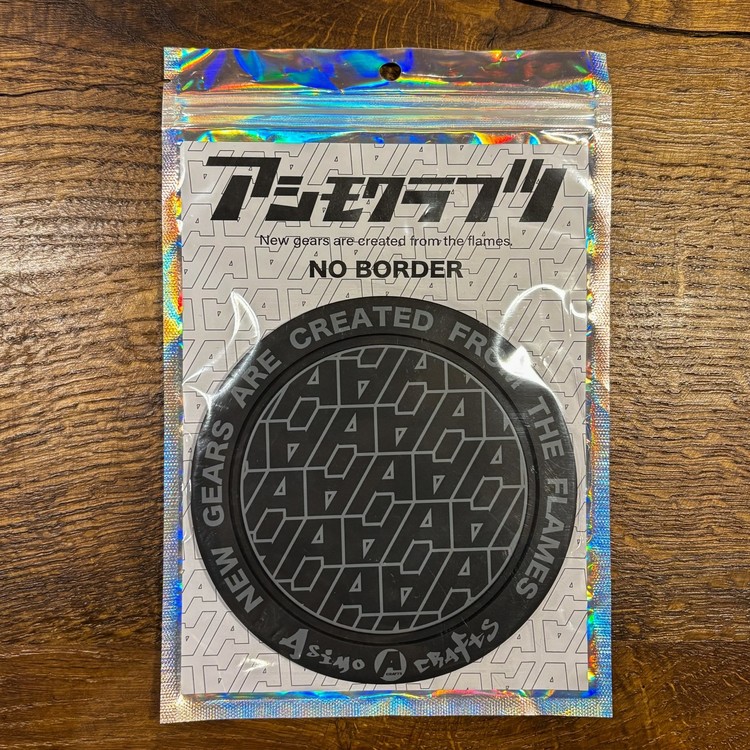 アシモクラフツ
New gears are created from the flames.
NO BORDER
NEW GEARS ARE CREATED FROM THE FLAMES
ASIMO CRAFTS